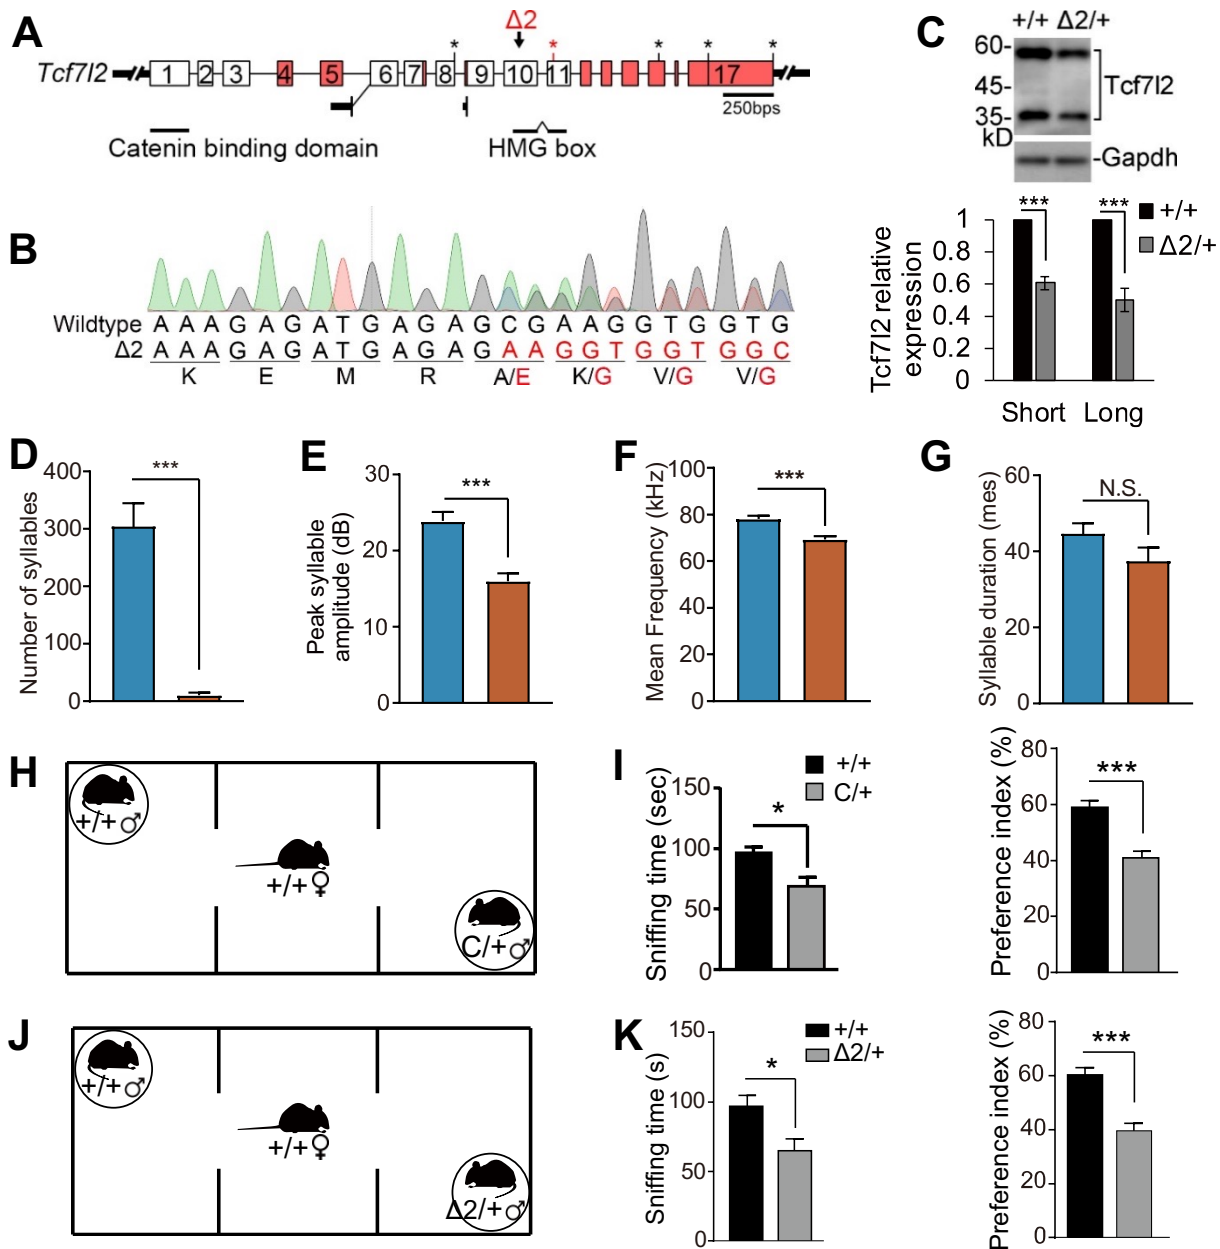 A
Δ2
* * * * *
Tcf7l2
1 2 3 4 5 6 7 8 9 10 11 17
250bps
Catenin binding domain
HMG box
B
Wildtype A A A G A G A T G A G A G C G A A G G T G G T G
Δ2 A A A G A G A T G A G A G A A G G T G G T G G C
K E M R A/E K/G V/G V/G
C
+/+ Δ2/+
60-
45-
35-
kD
Tcf7l2
-Gapdh
Tcf7l2 relative
expression
1
0.8
0.6
0.4
0.2
0
*** ***
+/+
Δ2/+
Short Long
D
Number of syllables
400
300
200
100
0
***
E
Peak syllable
amplitude (dB)
30
20
10
0
***
F
Mean Frequency (kHz)
100
80
60
40
20
0
***
G
Syllable duration (mes)
60
40
20
0
N.S.
H
+/+ ♂
+/+ ♀
C/+ ♂
I
Sniffing time (sec)
150
100
50
0
*
+/+
C/+
Preference index (%)
80
60
40
20
0
***
J
+/+ ♂
+/+ ♀
Δ2/+ ♂
K
Sniffing time (s)
150
100
50
0
*
+/+
Δ2/+
Preference index (%)
80
60
40
20
0
***